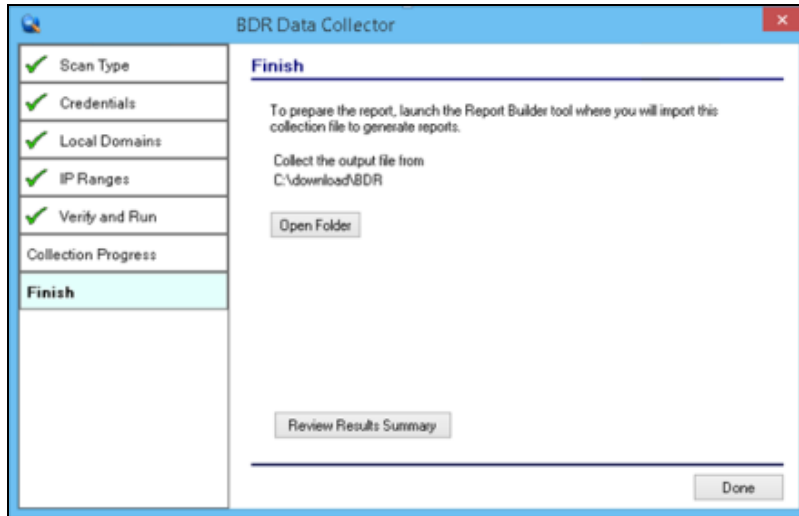 BDR Data Collector
Scan Type
Credentials
Local Domains
IP Ranges
Verify and Run
Collection Progress
Finish
Finish
To prepare the report, launch the Report Builder tool where you will import this
collection file to generate reports.
Collect the output file from
C:\download\BDR
Open Folder
Review Results Summary
Done